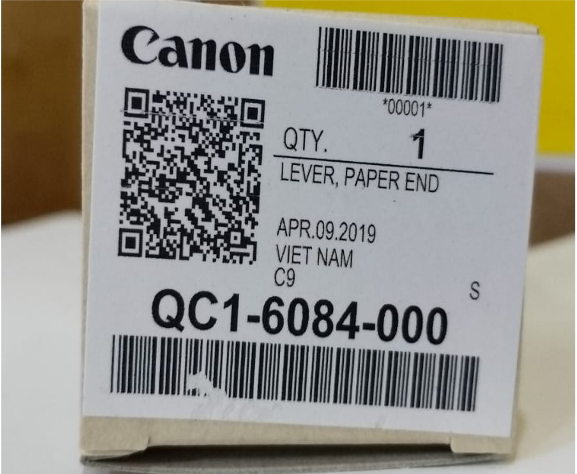 Canon
*00001*
QTY. 1
LEVER, PAPER END
APR.09.2019
VIET NAM
C9
S
QC1-6084-000